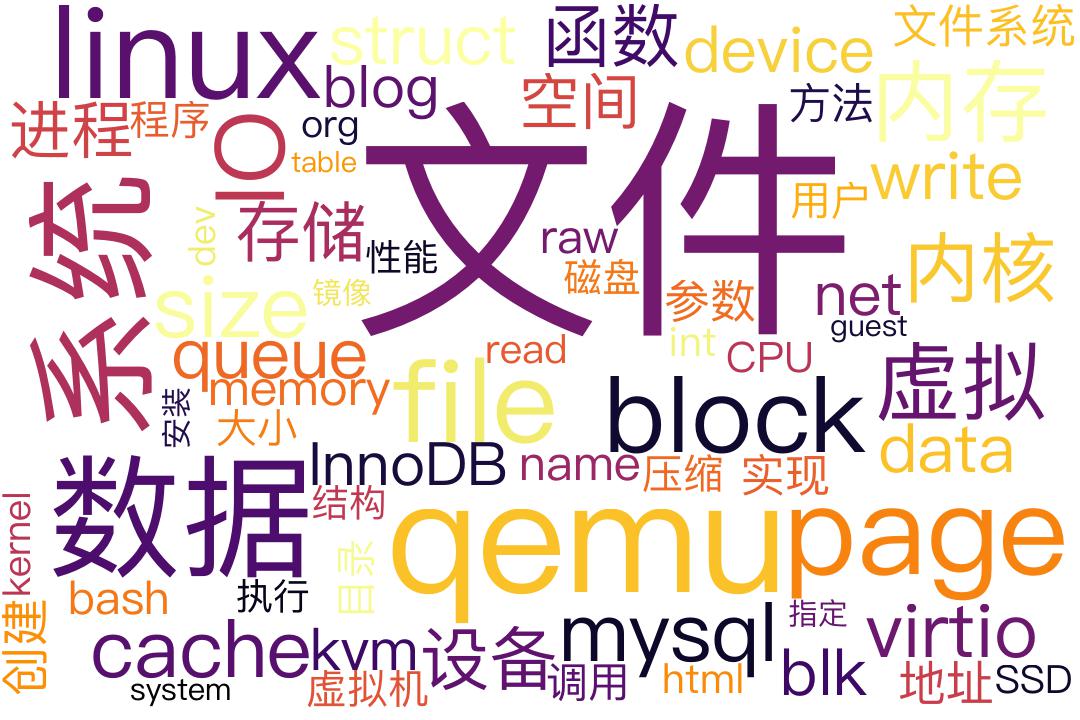 linux
struct
函数
device
文件系统
blog
空间
方法
内存
进程
程序
IO
org
table
文件
用户
write
系统
dev
存储
性能
raw
磁盘
参数
net
内核
size
镜像
guest
queue
read
int
CPU
虚拟
memory
file
block
安装
大小
data
数据
InnoDB
name
压缩
实现
结构
kernel
qemu
page
目录
bash
执行
创建
cache
kvm
设备
mysql
指定
virtio
system
虚拟机
调用
html
blk
地址
SSD